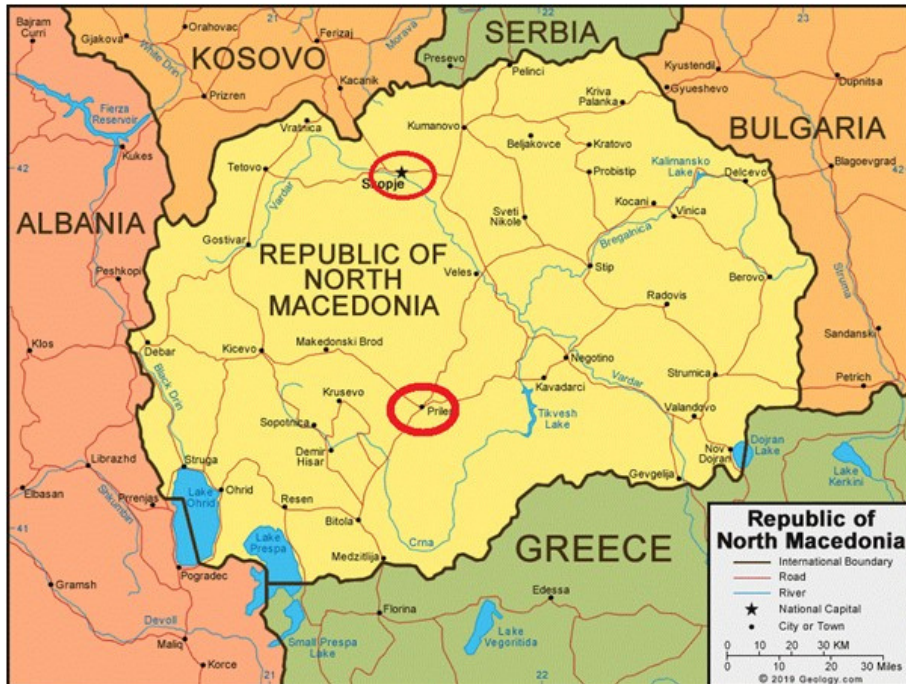 21
22
Bajram
Curri
Orahovac
Ferizaj
Morava
SERBIA
Gjakova
White Drin
KOSOVO
Presevo
Pelinci
Kyustendil
Dupnitsa
Kacanik
Prizren
Kriva
Palanka
Gyueshevo
Fierza
Reservoir
Vratnica
Kumanovo
BULGARIA
Beljakovce
Kratovo
Kukes
42
Tetovo
Skopje
Probistip
Kalimansko
Lake
Delcevo
Blagoevgrad
42
Vardar
ALBANIA
Sveti
Nikole
Kocani
Vinica
Gostivar
Bregalnica
REPUBLIC OF
NORTH
MACEDONIA
Peshkopi
Veles
Stip
Berovo
Struma
Radovis
Sandanski
Klos
Debar
Kicevo
Makedonski Brod
Negotino
Black Drin
Kavadarci
Vardar
Strumica
Petrich
Krusevo
Prilep
Tikvesh
Lake
Valandovo
Sopotnica
Demir
Hisar
Nov
Dojran
Dojran
Lake
Librazhd
Struga
Gevgelija
Lake
Kerkini
Elbasan
Shkumbin
Prrenjas
Lake
Ohrid
Ohrid
Resen
41
Bitola
Lake
Prespa
Crna
Medzitlija
GREECE
Pogradec
Gramsh
Florina
Edessa
Devoll
Small Prespa
Lake
Lake
Vegoritida
Maliq
Korce
21
22
Republic of
North Macedonia
International Boundary
Road
River
National Capital
City or Town
0 10 20 30 KM
0 10 20 30 Miles
© 2019 Geology.com